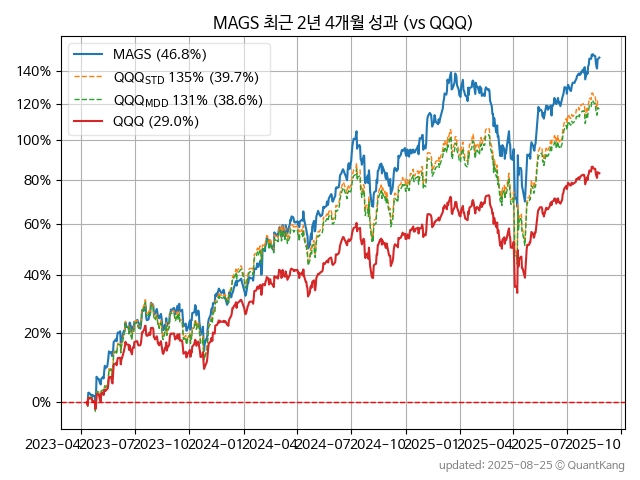 MAGS 최근 2년 4개월 성과 (vs QQQ)
MAGS (46.8%)
QQQSTD 135% (39.7%)
QQQMDD 131% (38.6%)
QQQ (29.0%)
140%
120%
100%
80%
60%
40%
20%
0%
2023-04 2023-07 2023-10 2024-01 2024-04 2024-07 2024-10 2025-01 2025-04 2025-07 2025-10
updated: 2025-08-25 © QuantKang